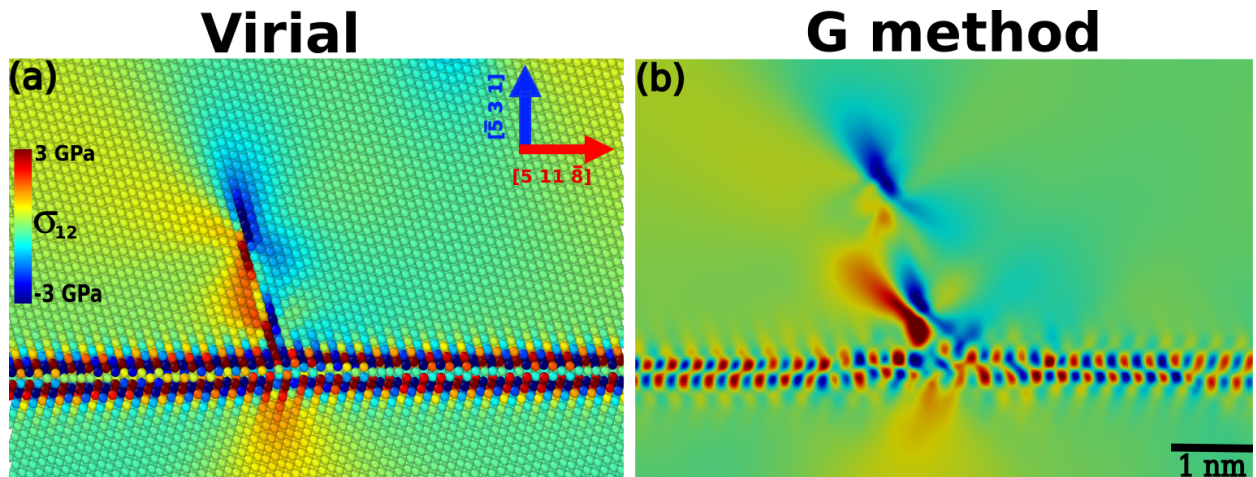 Virial
G method
(a)
(b)
[5̅ 3 1]
[5 11 8̅]
3 GPa
σ12
-3 GPa
1 nm